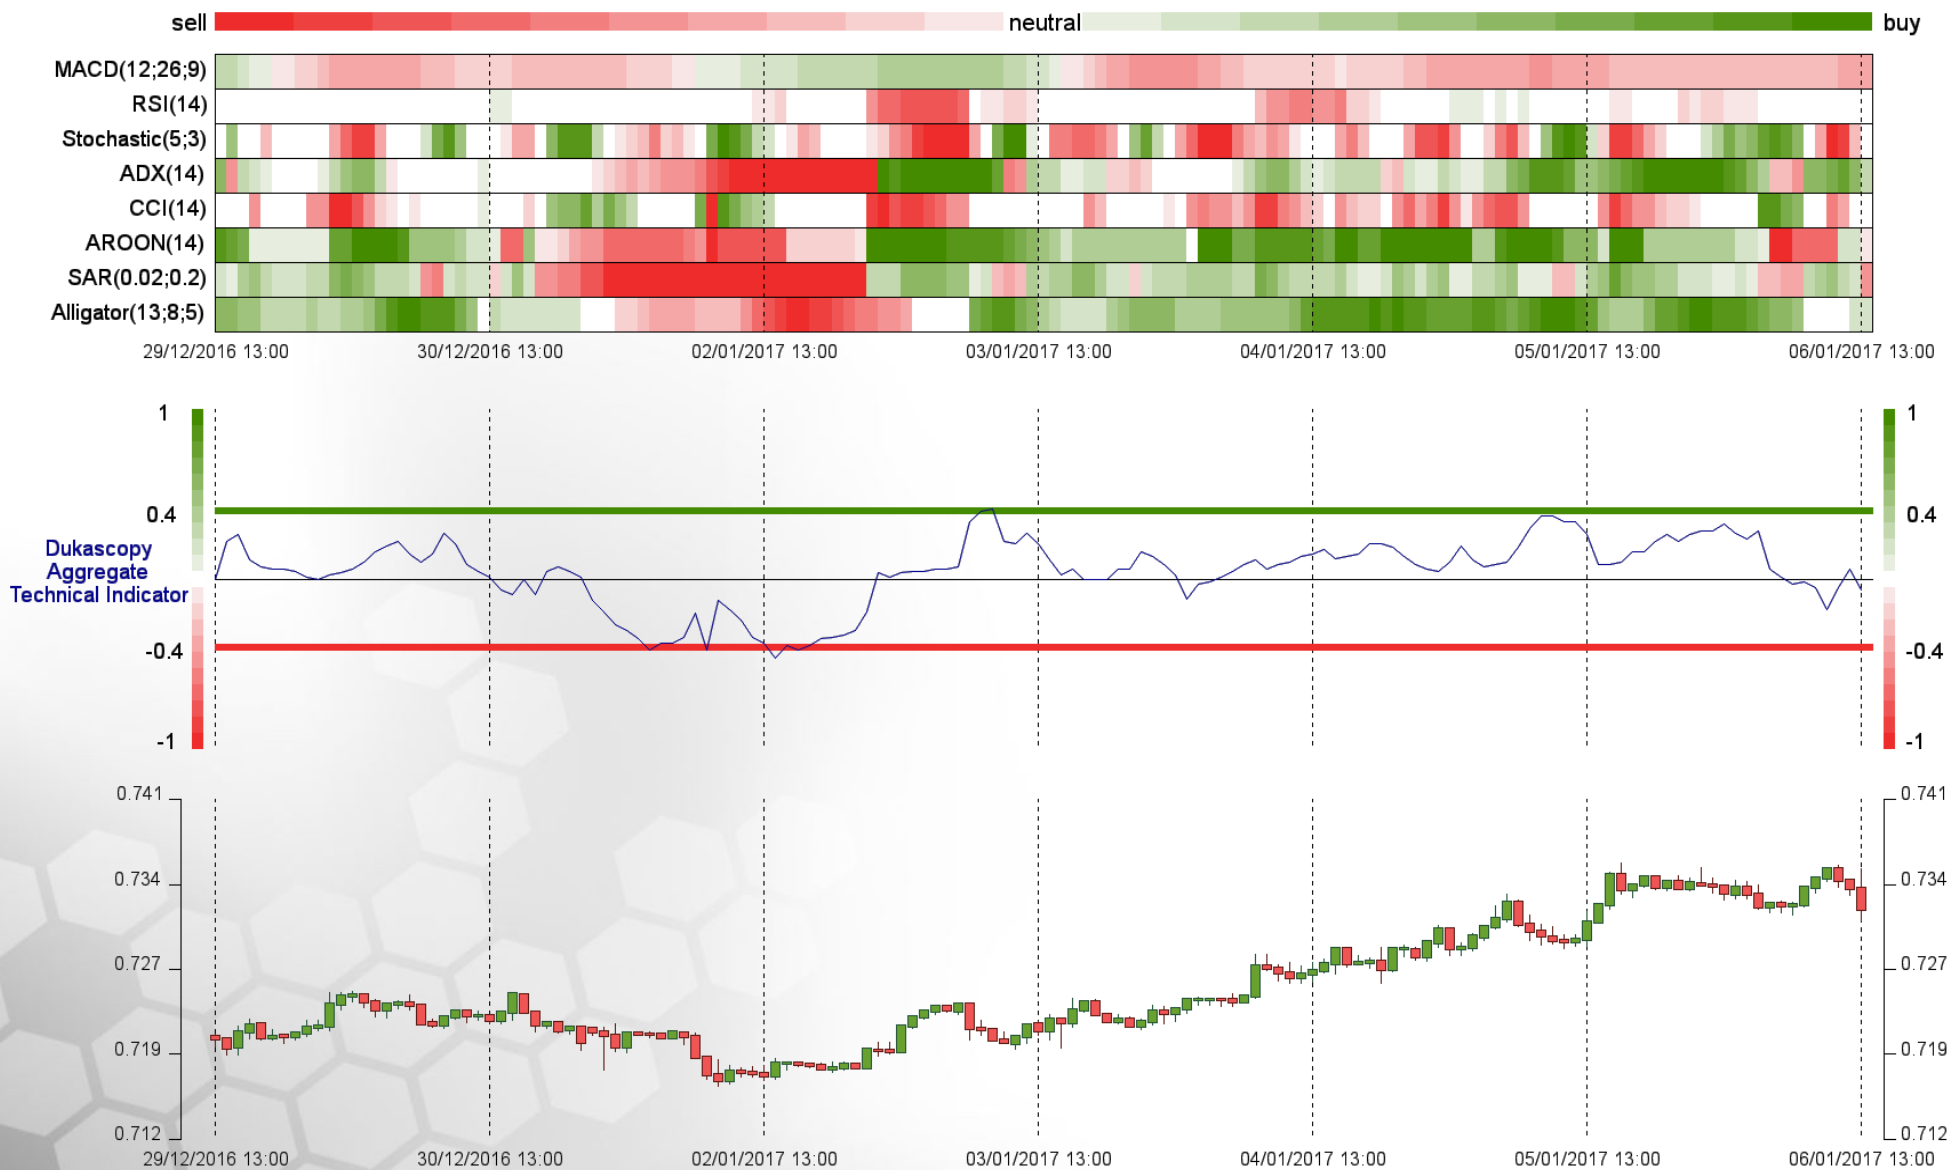 sell neutral buy
MACD(12;26;9)
RSI(14)
Stochastic(5;3)
ADX(14)
CCI(14)
AROON(14)
SAR(0.02;0.2)
Alligator(13;8;5)
29/12/2016 13:00 30/12/2016 13:00 02/01/2017 13:00 03/01/2017 13:00 04/01/2017 13:00 05/01/2017 13:00 06/01/2017 13:00
1 1
0.4 0.4
Dukascopy
Aggregate
Technical Indicator
-0.4 -0.4
-1 -1
0.741 0.741
0.734 0.734
0.727 0.727
0.719 0.719
0.712 0.712
29/12/2016 13:00 30/12/2016 13:00 02/01/2017 13:00 03/01/2017 13:00 04/01/2017 13:00 05/01/2017 13:00 06/01/2017 13:00